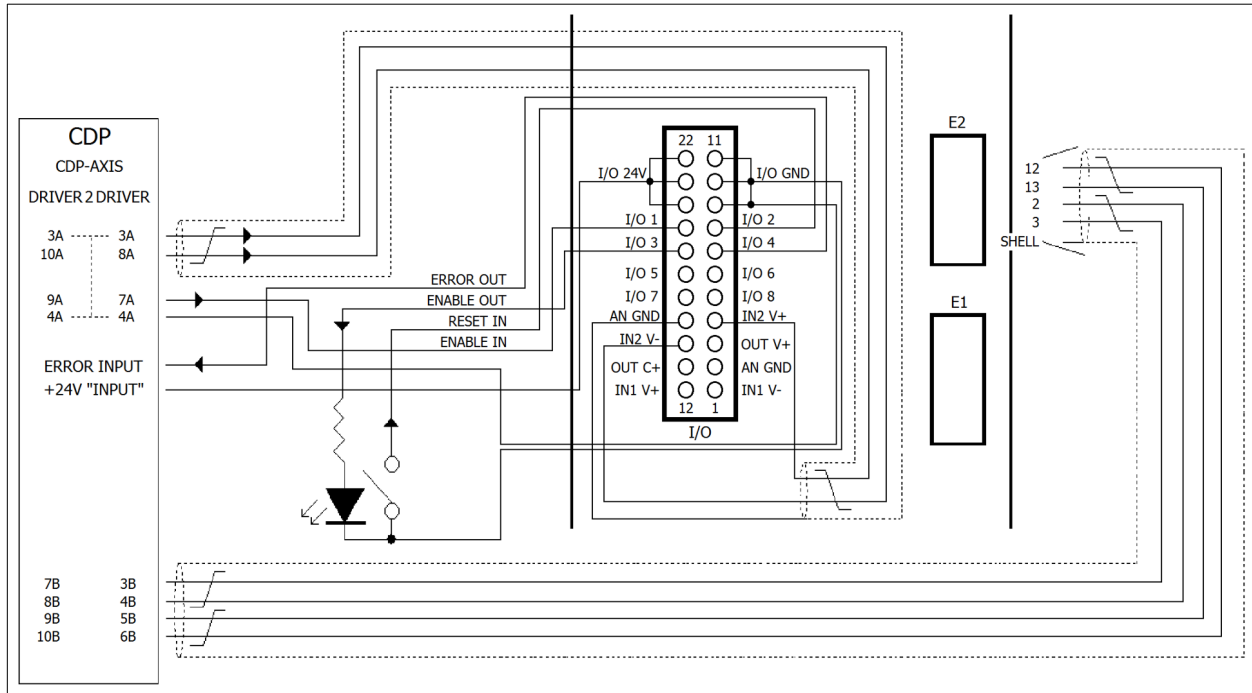 CDP
CDP-AXIS
DRIVER 2 DRIVER
3A 3A
10A 8A
9A 7A
4A 4A
ERROR INPUT
+24V "INPUT"
7B 3B
8B 4B
9B 5B
10B 6B
ERROR OUT
ENABLE OUT
RESET IN
ENABLE IN
22 11
I/O 24V I/O GND
I/O 1 I/O 2
I/O 3 I/O 4
I/O 5 I/O 6
I/O 7 I/O 8
AN GND IN2 V+
IN2 V- OUT V+
OUT C+ AN GND
IN1 V+ IN1 V-
12 1
I/O
E2
E1
12
13
2
3
SHELL